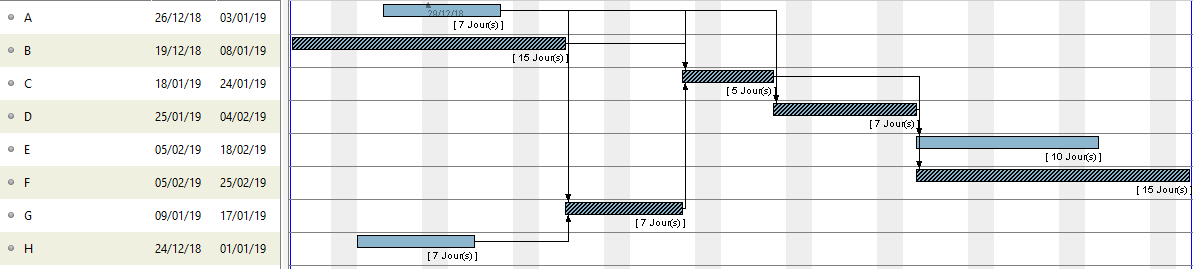 A 26/12/18 03/01/19 29/12/18
[ 7 Jour(s) ]
B 19/12/18 08/01/19
[ 15 Jour(s) ]
C 18/01/19 24/01/19
[ 5 Jour(s) ]
D 25/01/19 04/02/19
[ 7 Jour(s) ]
E 05/02/19 18/02/19
[ 10 Jour(s) ]
F 05/02/19 25/02/19
[ 15 Jour(s) ]
G 09/01/19 17/01/19
[ 7 Jour(s) ]
H 24/12/18 01/01/19
[ 7 Jour(s) ]